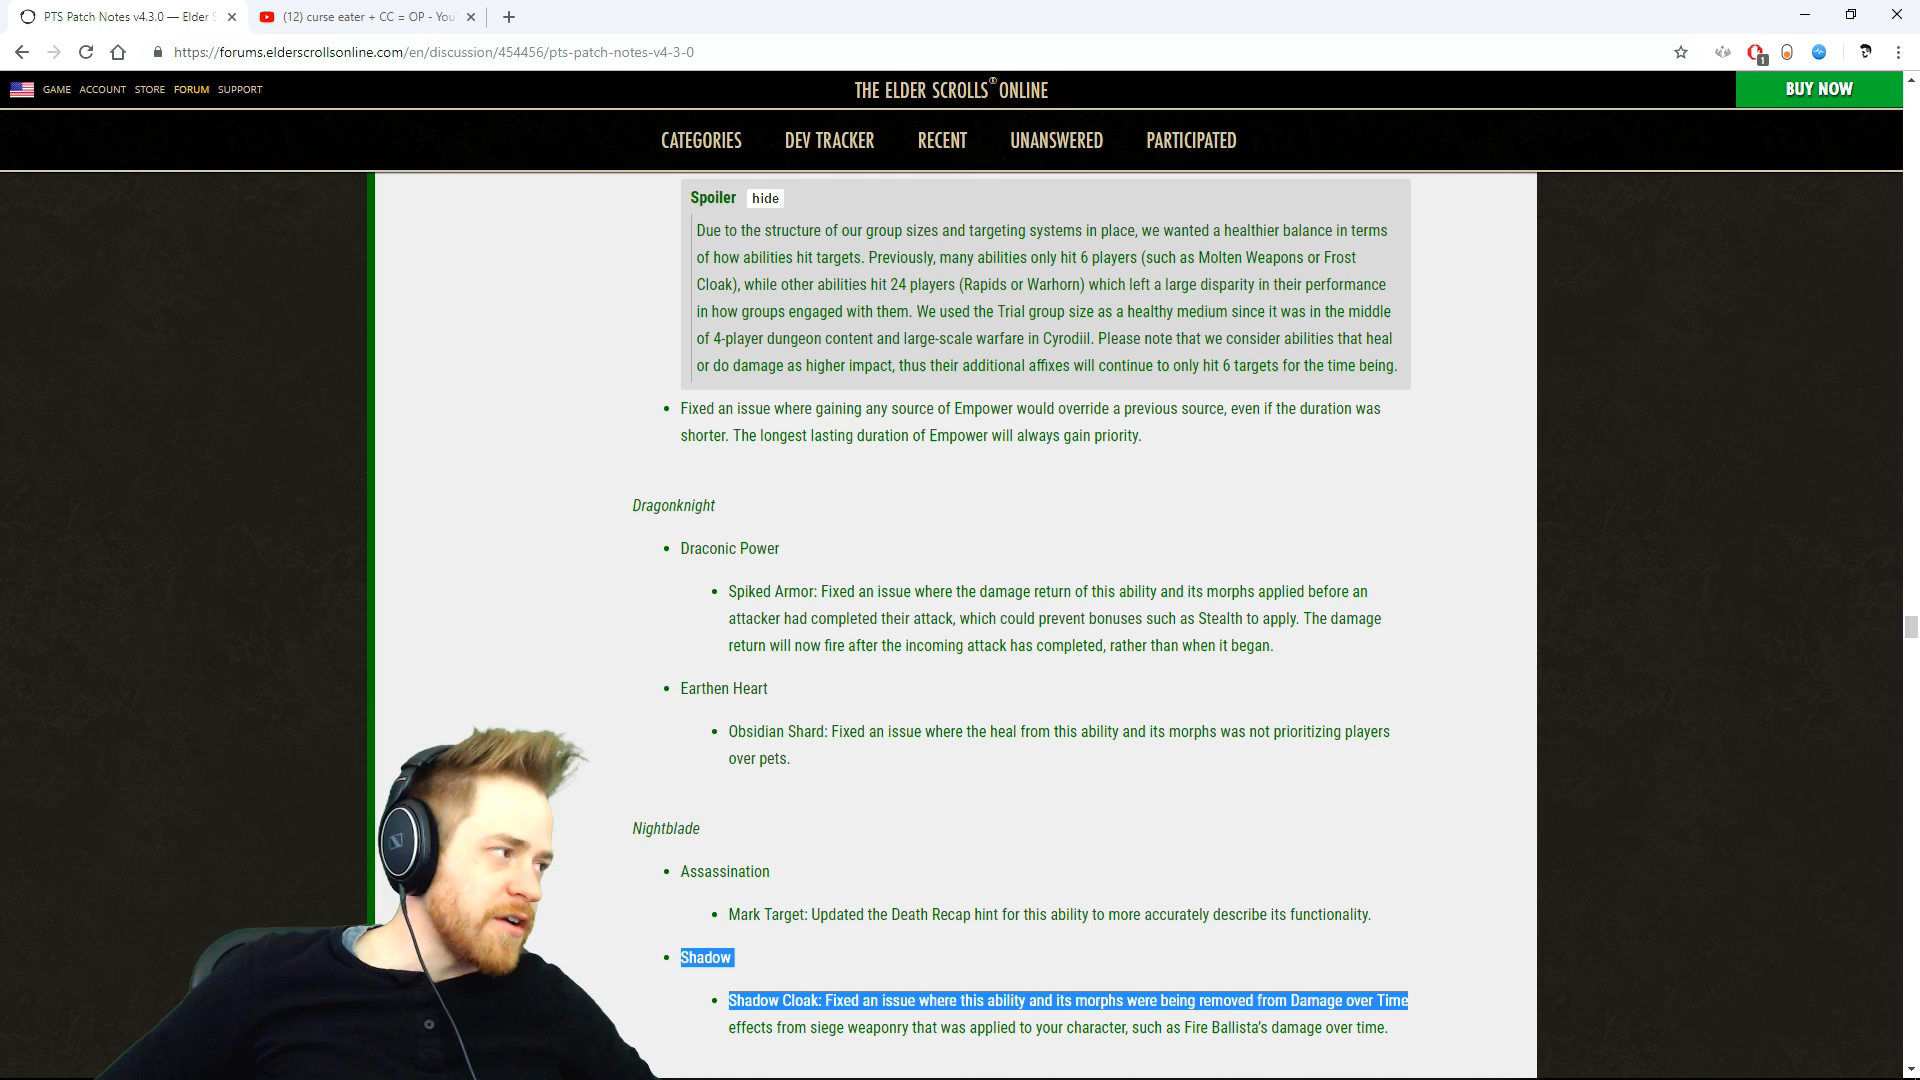 PTS Patch Notes v4.3.0 — Elder S
(12) curse eater + CC = OP - You
https://forums.elderscrollsonline.com/en/discussion/454456/pts-patch-notes-v4-3-0
1
GAME ACCOUNT STORE FORUM SUPPORT
THE ELDER SCROLLS ONLINE
BUY NOW
CATEGORIES DEV TRACKER RECENT UNANSWERED PARTICIPATED
Spoiler hide
Due to the structure of our group sizes and targeting systems in place, we wanted a healthier balance in terms
of how abilities hit targets. Previously, many abilities only hit 6 players (such as Molten Weapons or Frost
Cloak), while other abilities hit 24 players (Rapids or Warhorn) which left a large disparity in their performance
in how groups engaged with them. We used the Trial group size as a healthy medium since it was in the middle
of 4-player dungeon content and large-scale warfare in Cyrodiil. Please note that we consider abilities that heal
or do damage as higher impact, thus their additional affixes will continue to only hit 6 targets for the time being.
• Fixed an issue where gaining any source of Empower would override a previous source, even if the duration was
shorter. The longest lasting duration of Empower will always gain priority.
Dragonknight
• Draconic Power
• Spiked Armor: Fixed an issue where the damage return of this ability and its morphs applied before an
attacker had completed their attack, which could prevent bonuses such as Stealth to apply. The damage
return will now fire after the incoming attack has completed, rather than when it began.
• Earthen Heart
• Obsidian Shard: Fixed an issue where the heal from this ability and its morphs was not prioritizing players
over pets.
Nightblade
• Assassination
• Mark Target: Updated the Death Recap hint for this ability to more accurately describe its functionality.
• Shadow
• Shadow Cloak: Fixed an issue where this ability and its morphs were being removed from Damage over Time
effects from siege weaponry that was applied to your character, such as Fire Ballista's damage over time.